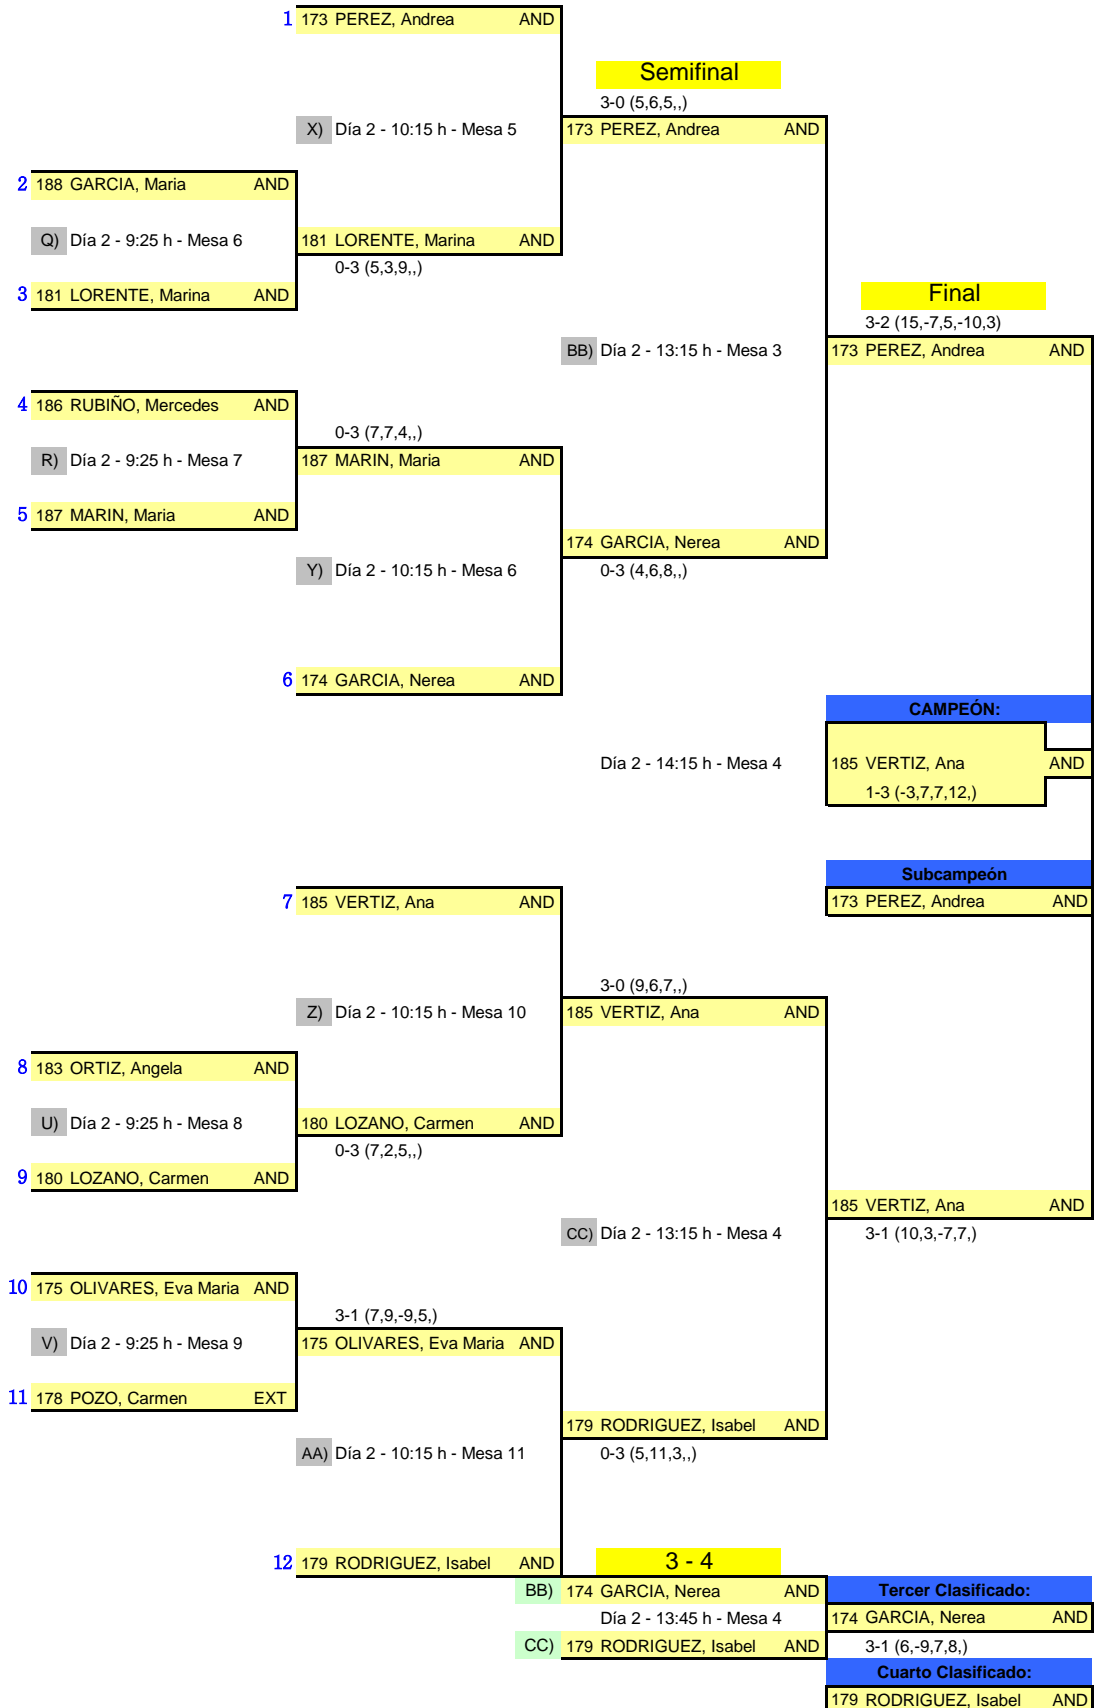 1 173 PEREZ, Andrea AND
Semifinal
3-0 (5,6,5,,)
X) Día 2 - 10:15 h - Mesa 5
173 PEREZ, Andrea AND
2 188 GARCIA, Maria AND
Q) Día 2 - 9:25 h - Mesa 6
181 LORENTE, Marina AND
0-3 (5,3,9,,)
3 181 LORENTE, Marina AND
Final
3-2 (15,-7,5,-10,3)
BB) Día 2 - 13:15 h - Mesa 3
173 PEREZ, Andrea AND
4 186 RUBIÑO, Mercedes AND
0-3 (7,7,4,,)
R) Día 2 - 9:25 h - Mesa 7
187 MARIN, Maria AND
5 187 MARIN, Maria AND
174 GARCIA, Nerea AND
Y) Día 2 - 10:15 h - Mesa 6
0-3 (4,6,8,,)
6 174 GARCIA, Nerea AND
CAMPEÓN:
Día 2 - 14:15 h - Mesa 4
185 VERTIZ, Ana AND
1-3 (-3,7,7,12,)
Subcampeón
7 185 VERTIZ, Ana AND
173 PEREZ, Andrea AND
3-0 (9,6,7,,)
Z) Día 2 - 10:15 h - Mesa 10
185 VERTIZ, Ana AND
8 183 ORTIZ, Angela AND
U) Día 2 - 9:25 h - Mesa 8
180 LOZANO, Carmen AND
0-3 (7,2,5,,)
9 180 LOZANO, Carmen AND
185 VERTIZ, Ana AND
CC) Día 2 - 13:15 h - Mesa 4
3-1 (10,3,-7,7,)
10 175 OLIVARES, Eva Maria AND
3-1 (7,9,-9,5,)
V) Día 2 - 9:25 h - Mesa 9
175 OLIVARES, Eva Maria AND
11 178 POZO, Carmen EXT
179 RODRIGUEZ, Isabel AND
AA) Día 2 - 10:15 h - Mesa 11
0-3 (5,11,3,,)
12 179 RODRIGUEZ, Isabel AND
3 - 4
BB) 174 GARCIA, Nerea AND
Tercer Clasificado:
Día 2 - 13:45 h - Mesa 4
174 GARCIA, Nerea AND
CC) 179 RODRIGUEZ, Isabel AND
3-1 (6,-9,7,8,)
Cuarto Clasificado:
179 RODRIGUEZ, Isabel AND